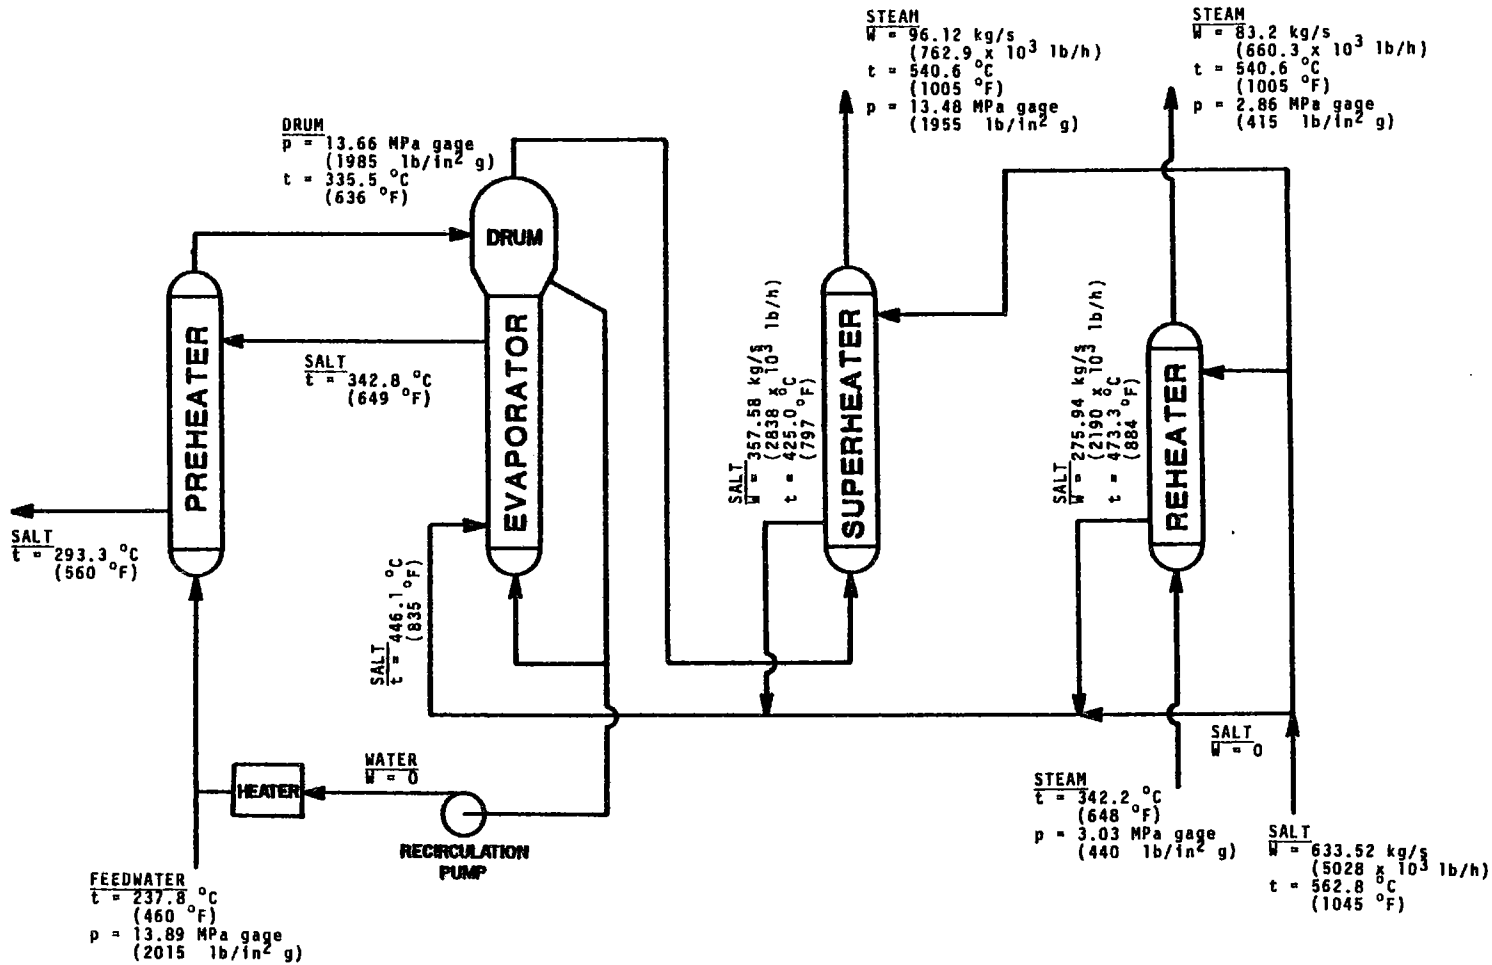 STEAM
W = 96.12 kg/s
(762.9 x 10³ lb/h)
t = 540.6 °C
(1005 °F)
p = 13.48 MPa gage
(1955 lb/in² g)
STEAM
W = 83.2 kg/s
(660.3 x 10³ lb/h)
t = 540.6 °C
(1005 °F)
p = 2.86 MPa gage
(415 lb/in² g)
DRUM
p = 13.66 MPa gage
(1985 lb/in² g)
t = 335.5 °C
(636 °F)
DRUM
PREHEATER
EVAPORATOR
SUPERHEATER
REHEATER
SALT
t = 342.8 °C
(649 °F)
SALT
W = 357.58 kg/s
(2838 x 10³ lb/h)
t = 425.0 °C
(797 °F)
SALT
W = 275.94 kg/s
(2190 x 10³ lb/h)
t = 473.3 °C
(884 °F)
SALT
t = 293.3 °C
(560 °F)
SALT
t = 446.1 °C
(835 °F)
SALT
W = 0
WATER
W = 0
HEATER
RECIRCULATION
PUMP
STEAM
t = 342.2 °C
(648 °F)
p = 3.03 MPa gage
(440 lb/in² g)
SALT
W = 633.52 kg/s
(5028 x 10³ lb/h)
t = 562.8 °C
(1045 °F)
FEEDWATER
t = 237.8 °C
(460 °F)
p = 13.89 MPa gage
(2015 lb/in² g)